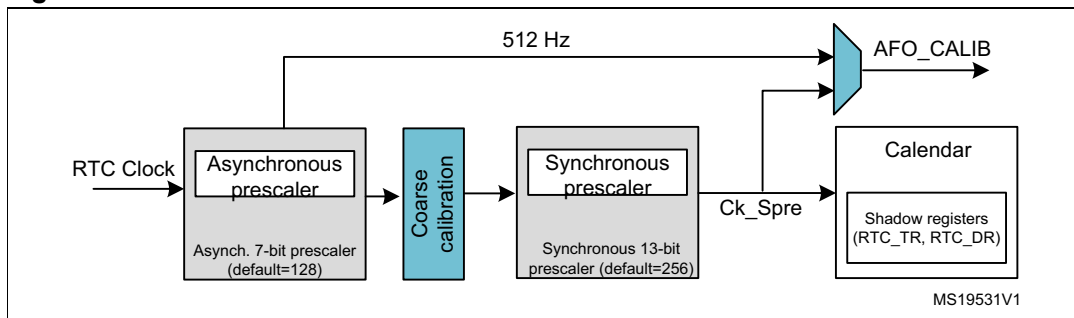 512 Hz
AFO_CALIB
RTC Clock
Asynchronous
prescaler
Asynch. 7-bit prescaler
(default=128)
Coarse
calibration
Synchronous
prescaler
Synchronous 13-bit
prescaler (default=256)
Ck_Spre
Calendar
Shadow registers
(RTC_TR, RTC_DR)
MS19531V1